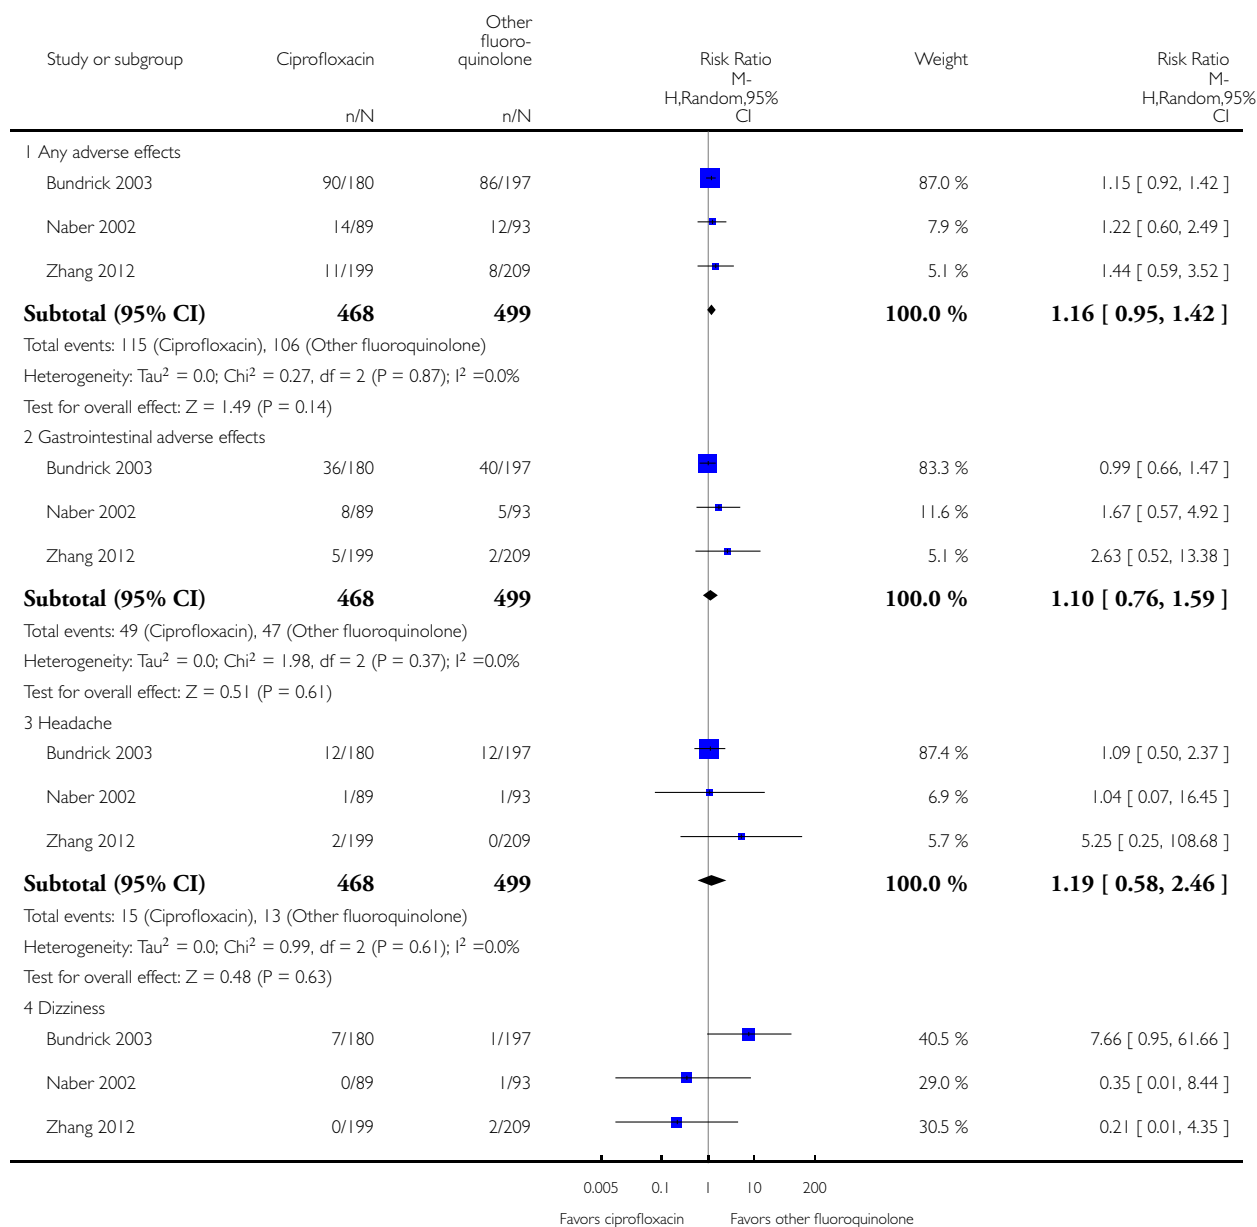 Study or subgroup Ciprofloxacin Other fluoro- quinolone Risk Ratio Weight Risk Ratio
n/N n/N M- H,Random,95% CI M- H,Random,95% CI
1 Any adverse effects
Bundrick 2003 90/180 86/197 87.0 % 1.15 [ 0.92, 1.42 ]
Naber 2002 14/89 12/93 7.9 % 1.22 [ 0.60, 2.49 ]
Zhang 2012 11/199 8/209 5.1 % 1.44 [ 0.59, 3.52 ]
Subtotal (95% CI) 468 499 100.0 % 1.16 [ 0.95, 1.42 ]
Total events: 115 (Ciprofloxacin), 106 (Other fluoroquinolone)
Heterogeneity: Tau² = 0.0; Chi² = 0.27, df = 2 (P = 0.87); I² =0.0%
Test for overall effect: Z = 1.49 (P = 0.14)
2 Gastrointestinal adverse effects
Bundrick 2003 36/180 40/197 83.3 % 0.99 [ 0.66, 1.47 ]
Naber 2002 8/89 5/93 11.6 % 1.67 [ 0.57, 4.92 ]
Zhang 2012 5/199 2/209 5.1 % 2.63 [ 0.52, 13.38 ]
Subtotal (95% CI) 468 499 100.0 % 1.10 [ 0.76, 1.59 ]
Total events: 49 (Ciprofloxacin), 47 (Other fluoroquinolone)
Heterogeneity: Tau² = 0.0; Chi² = 1.98, df = 2 (P = 0.37); I² =0.0%
Test for overall effect: Z = 0.51 (P = 0.61)
3 Headache
Bundrick 2003 12/180 12/197 87.4 % 1.09 [ 0.50, 2.37 ]
Naber 2002 1/89 1/93 6.9 % 1.04 [ 0.07, 16.45 ]
Zhang 2012 2/199 0/209 5.7 % 5.25 [ 0.25, 108.68 ]
Subtotal (95% CI) 468 499 100.0 % 1.19 [ 0.58, 2.46 ]
Total events: 15 (Ciprofloxacin), 13 (Other fluoroquinolone)
Heterogeneity: Tau² = 0.0; Chi² = 0.99, df = 2 (P = 0.61); I² =0.0%
Test for overall effect: Z = 0.48 (P = 0.63)
4 Dizziness
Bundrick 2003 7/180 1/197 40.5 % 7.66 [ 0.95, 61.66 ]
Naber 2002 0/89 1/93 29.0 % 0.35 [ 0.01, 8.44 ]
Zhang 2012 0/199 2/209 30.5 % 0.21 [ 0.01, 4.35 ]
0.005 0.1 1 10 200
Favors ciprofloxacin Favors other fluoroquinolone